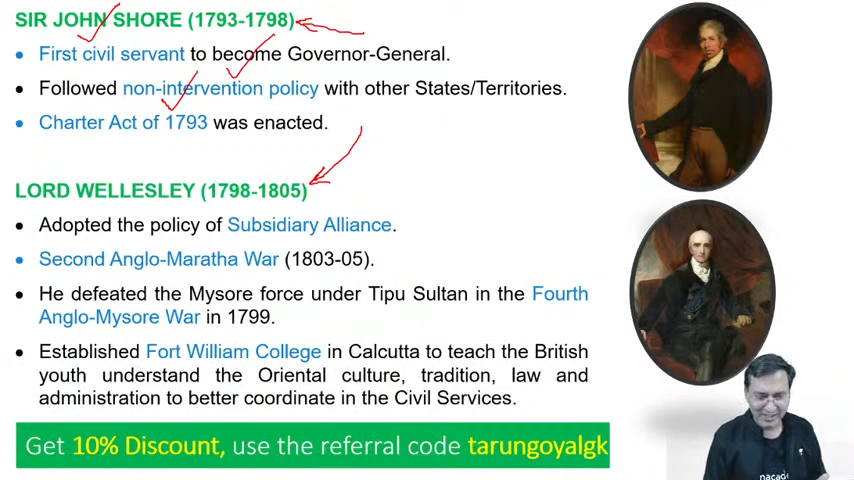 SIR JOHN SHORE (1793-1798)
• First civil servant to become Governor-General.
• Followed non-intervention policy with other States/Territories.
• Charter Act of 1793 was enacted.
LORD WELLESLEY (1798-1805)
• Adopted the policy of Subsidiary Alliance.
• Second Anglo-Maratha War (1803-05).
• He defeated the Mysore force under Tipu Sultan in the Fourth
Anglo-Mysore War in 1799.
• Established Fort William College in Calcutta to teach the British
youth understand the Oriental culture, tradition, law and
administration to better coordinate in the Civil Services.
Get 10% Discount, use the referral code tarungoyalgk